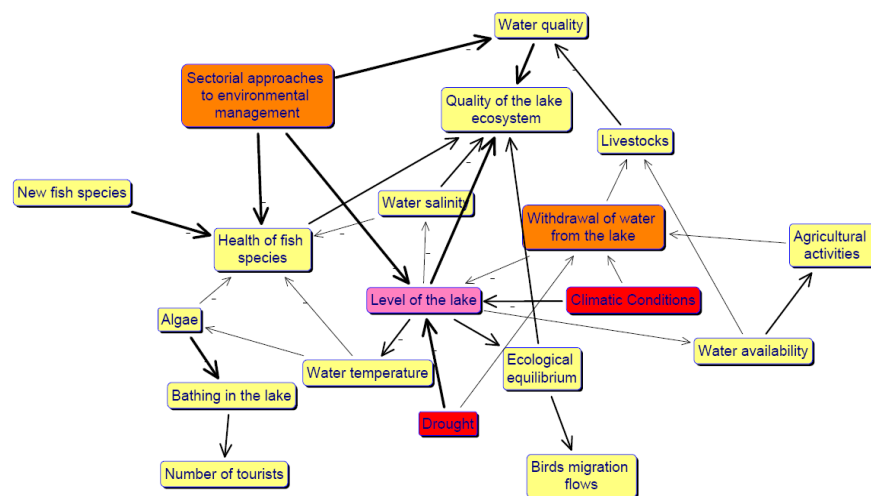 Water quality
Sectorial approaches
to environmental
management
Quality of the lake
ecosystem
Livestocks
New fish species
Water salinity
Withdrawal of water
from the lake
Health of fish
species
Agricultural
activities
Level of the lake
Climatic Conditions
Algae
Water temperature
Ecological
equilibrium
Water availability
Bathing in the lake
Drought
Number of tourists
Birds migration
flows